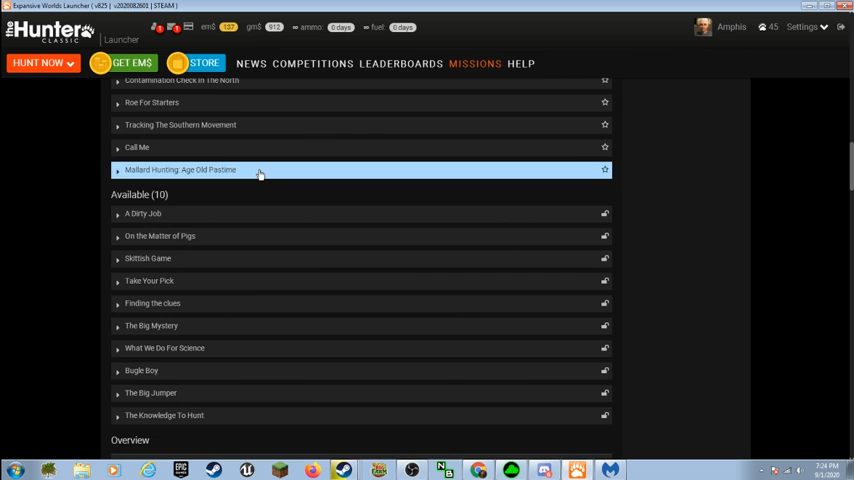 Expansive Worlds Launcher ( v825 | v2020082601 | STEAM )
theHunter CLASSIC Launcher 1 1 em$ 137 gm$ 912 ∞ ammo: 0 days ∞ fuel: 0 days Amphis 45 Settings
HUNT NOW GET EM$ STORE NEWS COMPETITIONS LEADERBOARDS MISSIONS HELP
Contamination Check In The North
Roe For Starters
Tracking The Southern Movement
Call Me
Mallard Hunting: Age Old Pastime
Available (10)
A Dirty Job
On the Matter of Pigs
Skittish Game
Take Your Pick
Finding the clues
The Big Mystery
What We Do For Science
Bugle Boy
The Big Jumper
The Knowledge To Hunt
Overview
EPIC GAMES
N B
7:24 PM
9/1/2020